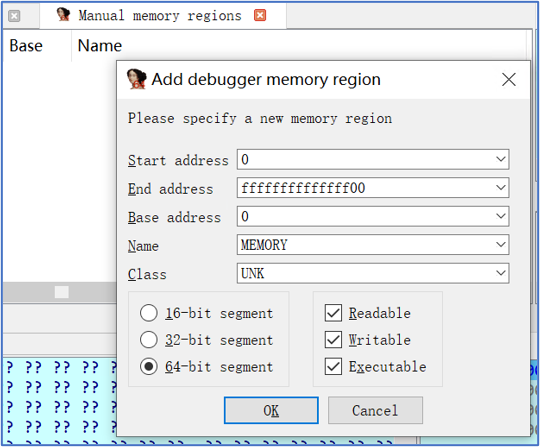 Manual memory regions
Base Name
Add debugger memory region
Please specify a new memory region
Start address 0
End address ffffffffffffff00
Base address 0
Name MEMORY
Class UNK
16-bit segment Readable
32-bit segment Writable
64-bit segment Executable
OK Cancel
? ?? ?? ?? ??
? ?? ?? ?? ??
? ?? ?? ?? ??
? ?? ?? ?? ??